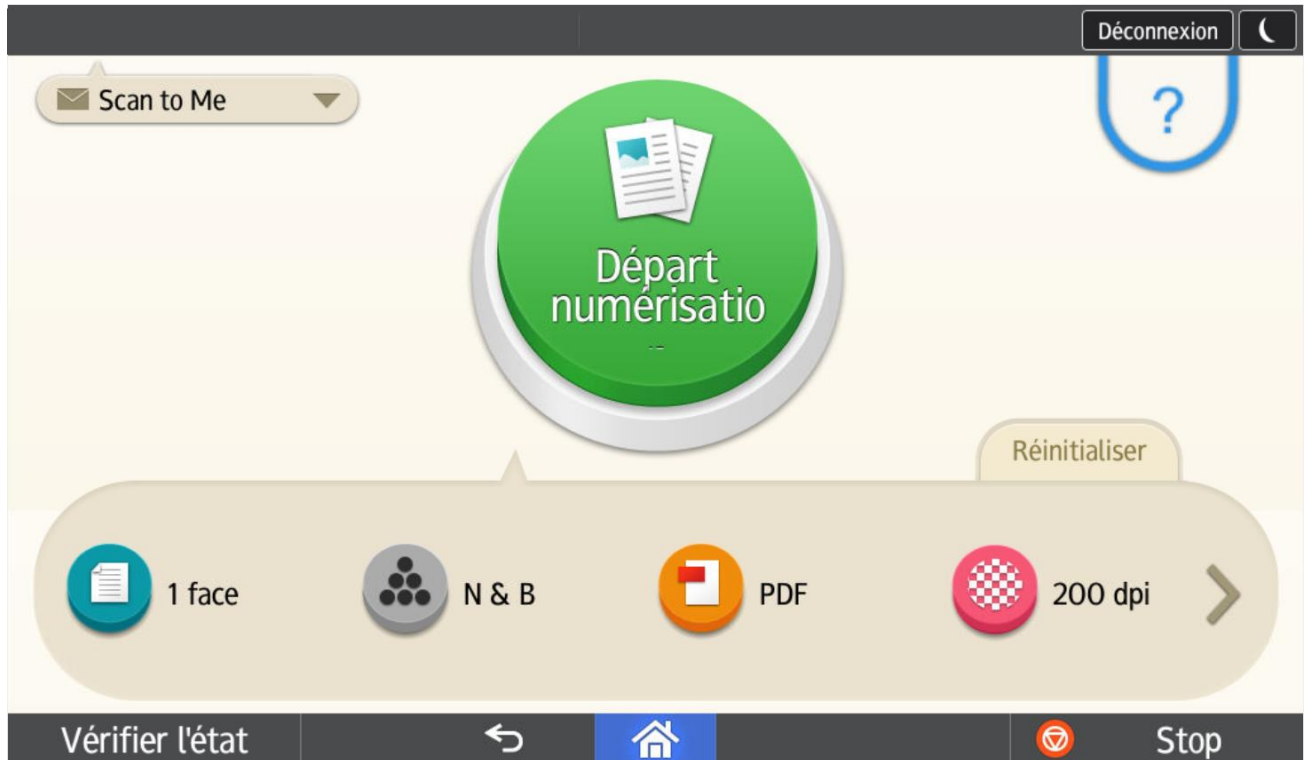 Déconnexion
Scan to Me
?
Départ
numérisatio
Réinitialiser
1 face
N & B
PDF
200 dpi
Vérifier l'état
Stop